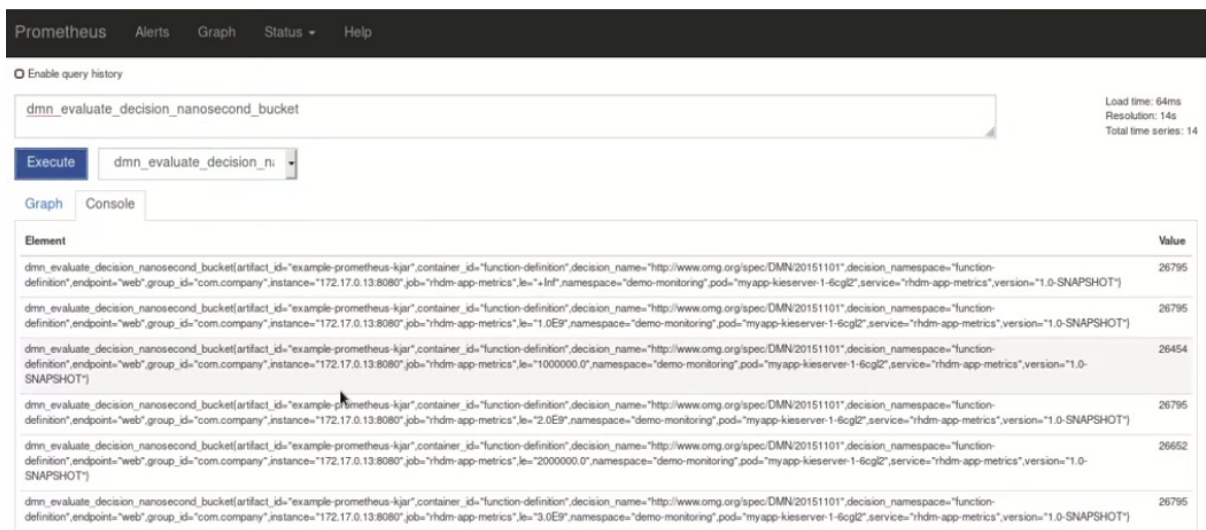 Prometheus Alerts Graph Status Help
Enable query history
dmn_evaluate_decision_nanosecond_bucket
Load time: 64ms
Resolution: 14s
Total time series: 14
Execute dmn_evaluate_decision_n
Graph Console
Element Value
dmn_evaluate_decision_nanosecond_bucket{artifact_id="example-prometheus-kjar",container_id="function-definition",decision_name="http://www.omg.org/spec/DMN/20151101",decision_namespace="function- 26795
definition",endpoint="web",group_id="com.company",instance="172.17.0.13:8080",job="rhdm-app-metrics",le="+Inf",namespace="demo-monitoring",pod="myapp-kieserver-1-6cgl2",service="rhdm-app-metrics",version="1.0-SNAPSHOT"}
dmn_evaluate_decision_nanosecond_bucket{artifact_id="example-prometheus-kjar",container_id="function-definition",decision_name="http://www.omg.org/spec/DMN/20151101",decision_namespace="function- 26795
definition",endpoint="web",group_id="com.company",instance="172.17.0.13:8080",job="rhdm-app-metrics",le="1.0E9",namespace="demo-monitoring",pod="myapp-kieserver-1-6cgl2",service="rhdm-app-metrics",version="1.0-SNAPSHOT"}
dmn_evaluate_decision_nanosecond_bucket{artifact_id="example-prometheus-kjar",container_id="function-definition",decision_name="http://www.omg.org/spec/DMN/20151101",decision_namespace="function- 26454
definition",endpoint="web",group_id="com.company",instance="172.17.0.13:8080",job="rhdm-app-metrics",le="1000000.0",namespace="demo-monitoring",pod="myapp-kieserver-1-6cgl2",service="rhdm-app-metrics",version="1.0-
SNAPSHOT"}
dmn_evaluate_decision_nanosecond_bucket{artifact_id="example-prometheus-kjar",container_id="function-definition",decision_name="http://www.omg.org/spec/DMN/20151101",decision_namespace="function- 26795
definition",endpoint="web",group_id="com.company",instance="172.17.0.13:8080",job="rhdm-app-metrics",le="2.0E9",namespace="demo-monitoring",pod="myapp-kieserver-1-6cgl2",service="rhdm-app-metrics",version="1.0-SNAPSHOT"}
dmn_evaluate_decision_nanosecond_bucket{artifact_id="example-prometheus-kjar",container_id="function-definition",decision_name="http://www.omg.org/spec/DMN/20151101",decision_namespace="function- 26652
definition",endpoint="web",group_id="com.company",instance="172.17.0.13:8080",job="rhdm-app-metrics",le="2000000.0",namespace="demo-monitoring",pod="myapp-kieserver-1-6cgl2",service="rhdm-app-metrics",version="1.0-
SNAPSHOT"}
dmn_evaluate_decision_nanosecond_bucket{artifact_id="example-prometheus-kjar",container_id="function-definition",decision_name="http://www.omg.org/spec/DMN/20151101",decision_namespace="function- 26795
definition",endpoint="web",group_id="com.company",instance="172.17.0.13:8080",job="rhdm-app-metrics",le="3.0E9",namespace="demo-monitoring",pod="myapp-kieserver-1-6cgl2",service="rhdm-app-metrics",version="1.0-SNAPSHOT"}